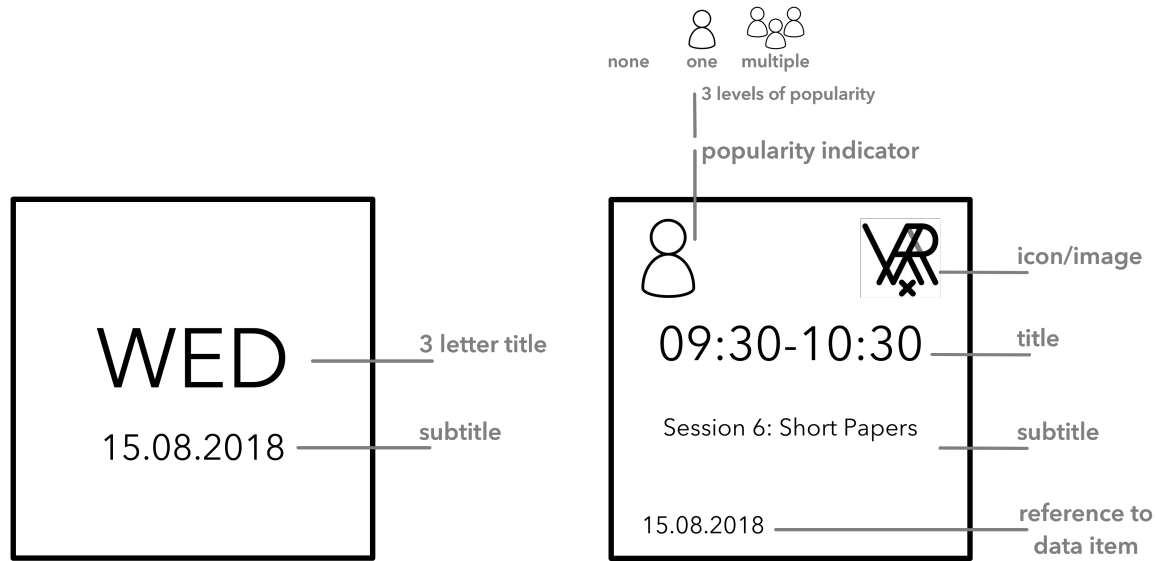 none one multiple
3 levels of popularity
popularity indicator
WED
3 letter title
15.08.2018
subtitle
icon/image
09:30-10:30
title
Session 6: Short Papers
subtitle
15.08.2018
reference to
data item